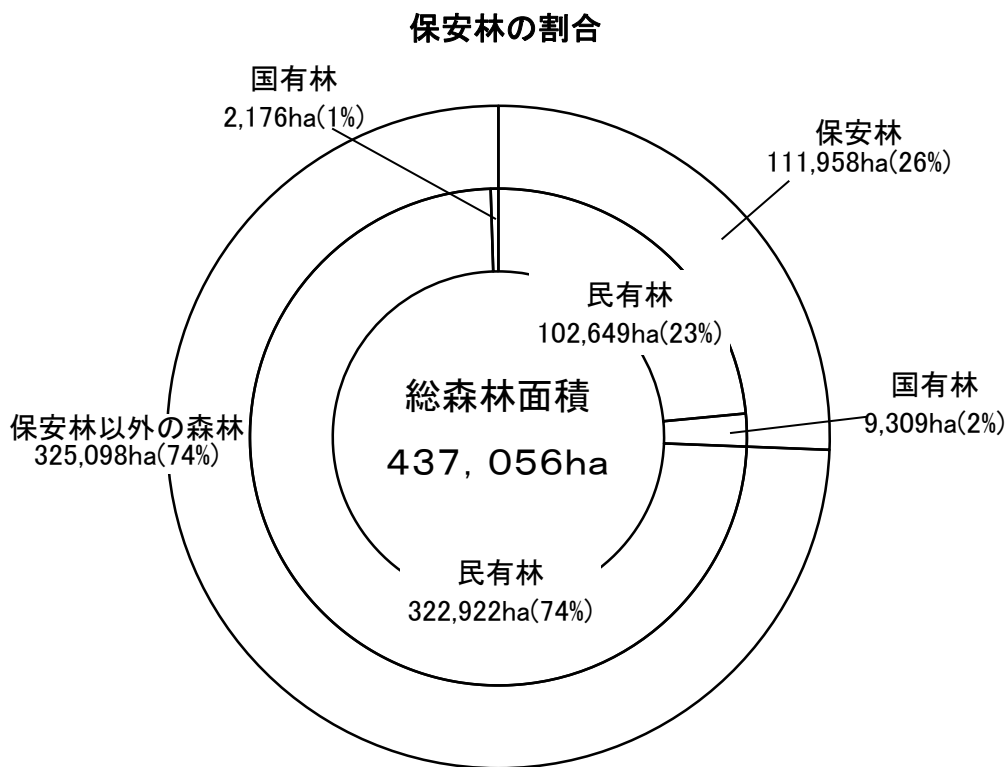 保安林の割合
国有林
2,176ha(1%)
保安林
111,958ha(26%)
民有林
102,649ha(23%)
国有林
9,309ha(2%)
総森林面積
437,056ha
保安林以外の森林
325,098ha(74%)
民有林
322,922ha(74%)